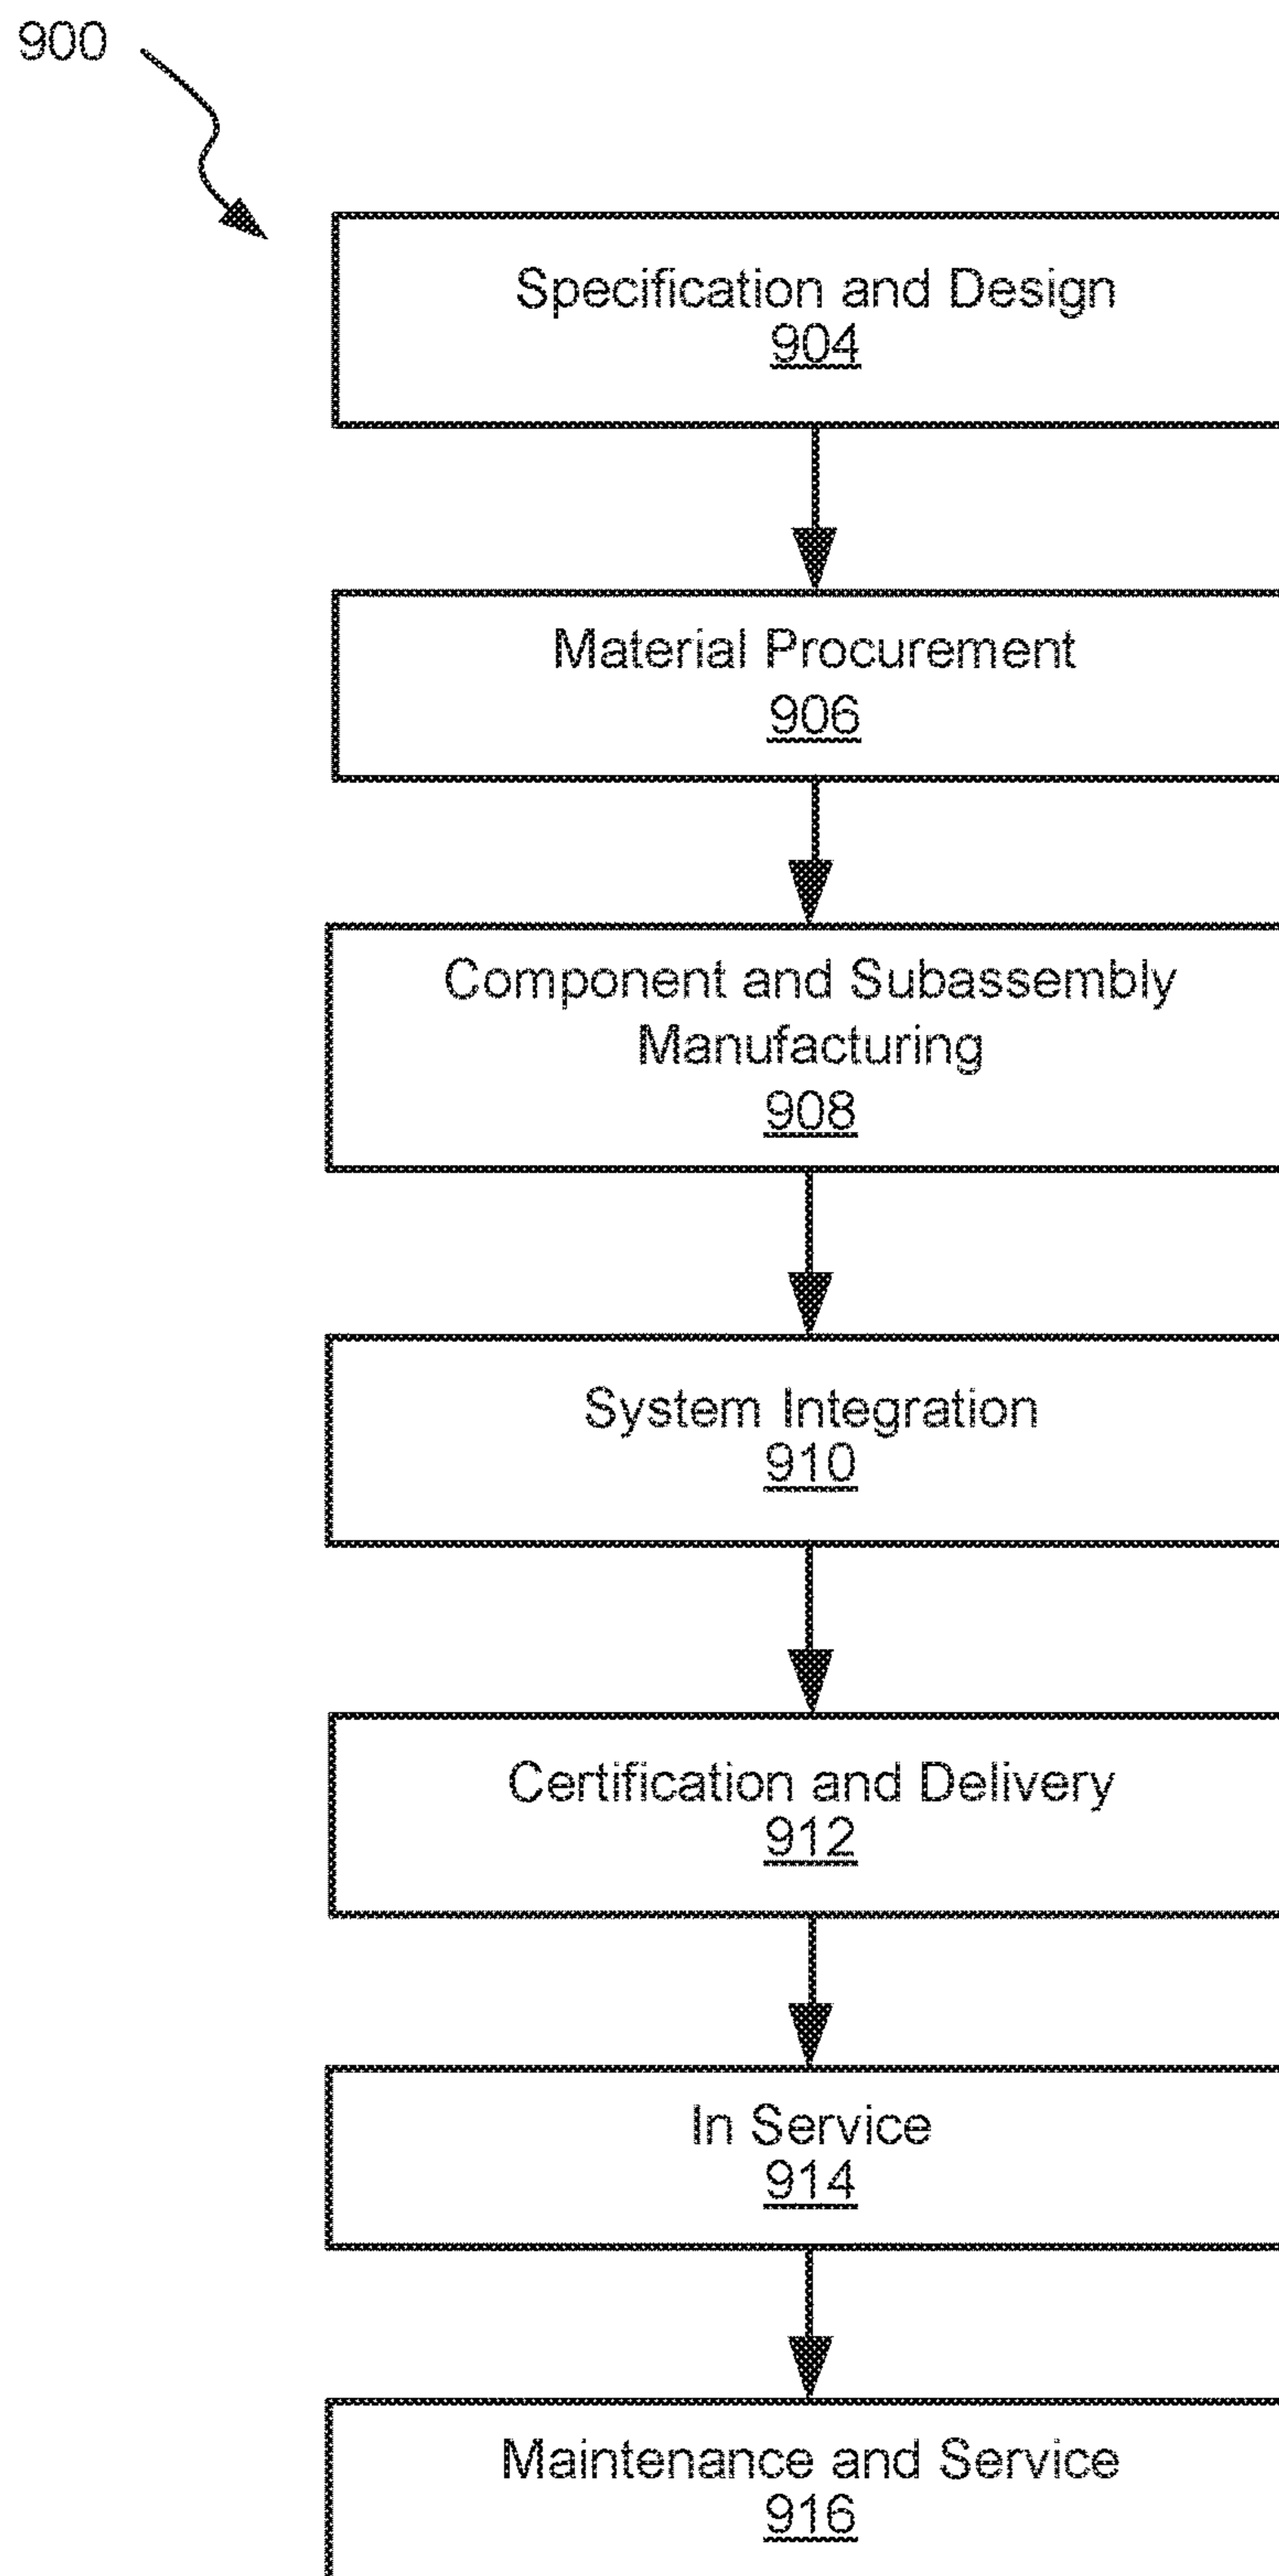 900
Specification and Design
904
Material Procurement
906
Component and Subassembly
Manufacturing
908
System Integration
910
Certification and Delivery
912
In Service
914
Maintenance and Service
916